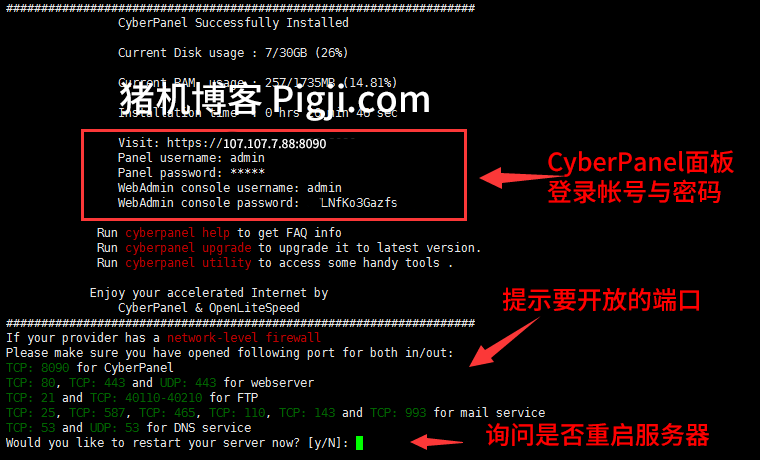 ###################################################################
CyberPanel Successfully Installed
Current Disk usage : 7/30GB (26%)
Current RAM usage : 257/1735MB (14.81%)
猪机博客 Pigji.com
Installation time : 0 hrs min sec
Visit: https://107.107.7.88:8090
Panel username: admin
Panel password: *****
WebAdmin console username: admin
WebAdmin console password: LNfKo3Gazfs
CyberPanel面板
登录帐号与密码
Run cyberpanel help to get FAQ info
Run cyberpanel upgrade to upgrade it to latest version.
Run cyberpanel utility to access some handy tools .
Enjoy your accelerated Internet by
CyberPanel & OpenLiteSpeed
提示要开放的端口
###################################################################
If your provider has a network-level firewall
Please make sure you have opened following port for both in/out:
TCP: 8090 for CyberPanel
TCP: 80, TCP: 443 and UDP: 443 for webserver
TCP: 21 and TCP: 40110-40210 for FTP
TCP: 25, TCP: 587, TCP: 465, TCP: 110, TCP: 143 and TCP: 993 for mail service
TCP: 53 and UDP: 53 for DNS service
Would you like to restart your server now? [y/N]:
询问是否重启服务器